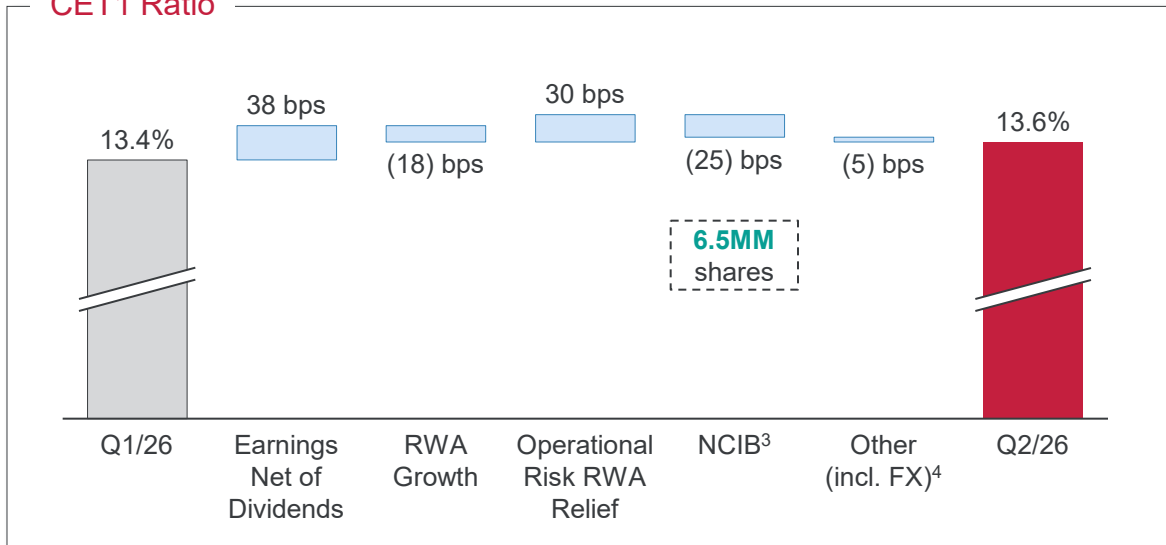 CET1 Ratio
38 bps
30 bps
13.4%
13.6%
(18) bps
(25) bps
(5) bps
6.5MM
shares
Q1/26
Earnings
Net of
Dividends
RWA
Growth
Operational
Risk RWA
Relief
NCIB³
Other
(incl. FX)⁴
Q2/26